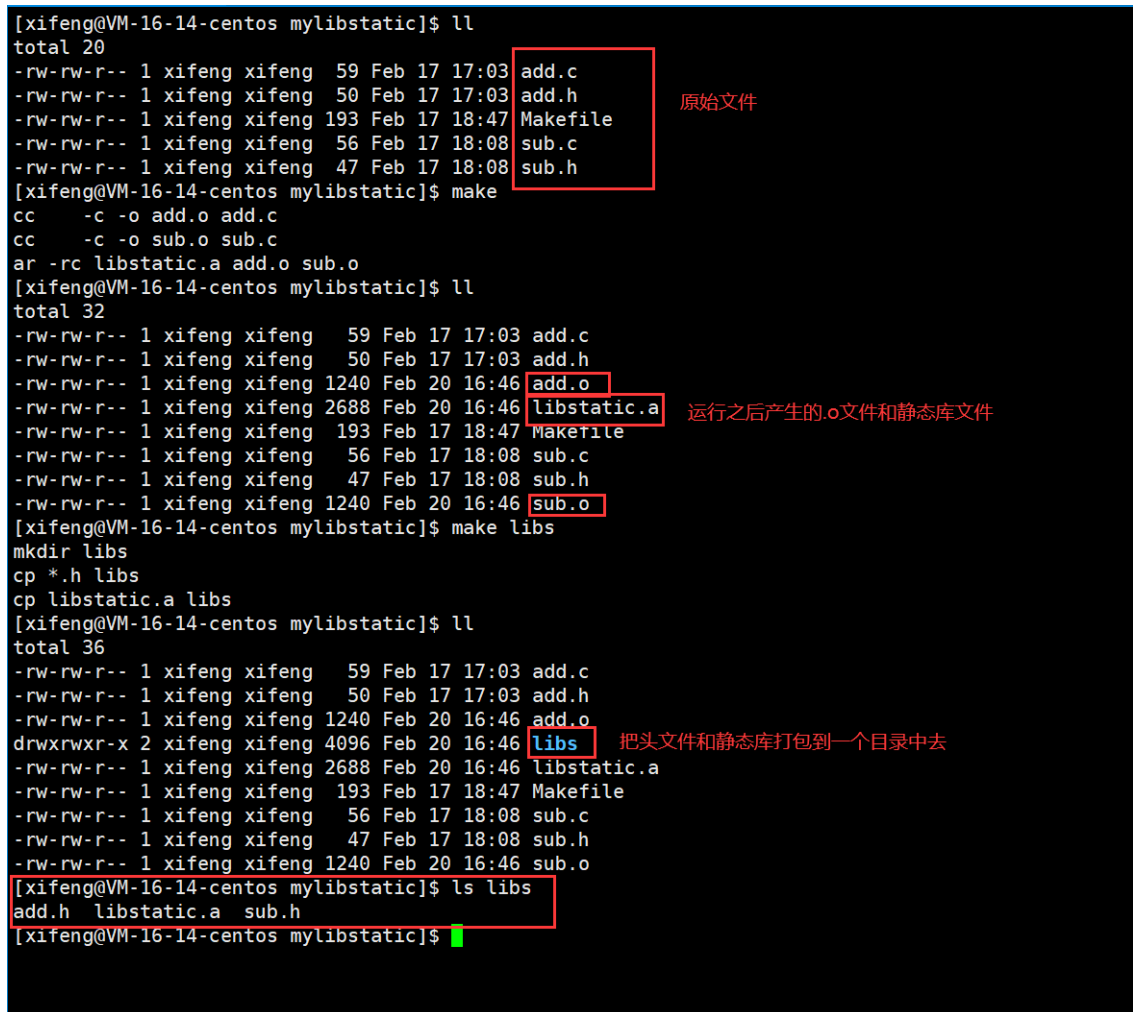 [xifeng@VM-16-14-centos mylibstatic]$ ll
total 20
-rw-rw-r-- 1 xifeng xifeng  59 Feb 17 17:03 add.c
-rw-rw-r-- 1 xifeng xifeng  50 Feb 17 17:03 add.h
原始文件
-rw-rw-r-- 1 xifeng xifeng 193 Feb 17 18:47 Makefile
-rw-rw-r-- 1 xifeng xifeng  56 Feb 17 18:08 sub.c
-rw-rw-r-- 1 xifeng xifeng  47 Feb 17 18:08 sub.h
[xifeng@VM-16-14-centos mylibstatic]$ make
cc    -c -o add.o add.c
cc    -c -o sub.o sub.c
ar -rc libstatic.a add.o sub.o
[xifeng@VM-16-14-centos mylibstatic]$ ll
total 32
-rw-rw-r-- 1 xifeng xifeng   59 Feb 17 17:03 add.c
-rw-rw-r-- 1 xifeng xifeng   50 Feb 17 17:03 add.h
-rw-rw-r-- 1 xifeng xifeng 1240 Feb 20 16:46 add.o
-rw-rw-r-- 1 xifeng xifeng 2688 Feb 20 16:46 libstatic.a
运行之后产生的.o文件和静态库文件
-rw-rw-r-- 1 xifeng xifeng  193 Feb 17 18:47 Makefile
-rw-rw-r-- 1 xifeng xifeng   56 Feb 17 18:08 sub.c
-rw-rw-r-- 1 xifeng xifeng   47 Feb 17 18:08 sub.h
-rw-rw-r-- 1 xifeng xifeng 1240 Feb 20 16:46 sub.o
[xifeng@VM-16-14-centos mylibstatic]$ make libs
mkdir libs
cp *.h libs
cp libstatic.a libs
[xifeng@VM-16-14-centos mylibstatic]$ ll
total 36
-rw-rw-r-- 1 xifeng xifeng   59 Feb 17 17:03 add.c
-rw-rw-r-- 1 xifeng xifeng   50 Feb 17 17:03 add.h
-rw-rw-r-- 1 xifeng xifeng 1240 Feb 20 16:46 add.o
drwxrwxr-x 2 xifeng xifeng 4096 Feb 20 16:46 libs
把头文件和静态库打包到一个目录中去
-rw-rw-r-- 1 xifeng xifeng 2688 Feb 20 16:46 libstatic.a
-rw-rw-r-- 1 xifeng xifeng  193 Feb 17 18:47 Makefile
-rw-rw-r-- 1 xifeng xifeng   56 Feb 17 18:08 sub.c
-rw-rw-r-- 1 xifeng xifeng   47 Feb 17 18:08 sub.h
-rw-rw-r-- 1 xifeng xifeng 1240 Feb 20 16:46 sub.o
[xifeng@VM-16-14-centos mylibstatic]$ ls libs
add.h  libstatic.a  sub.h
[xifeng@VM-16-14-centos mylibstatic]$